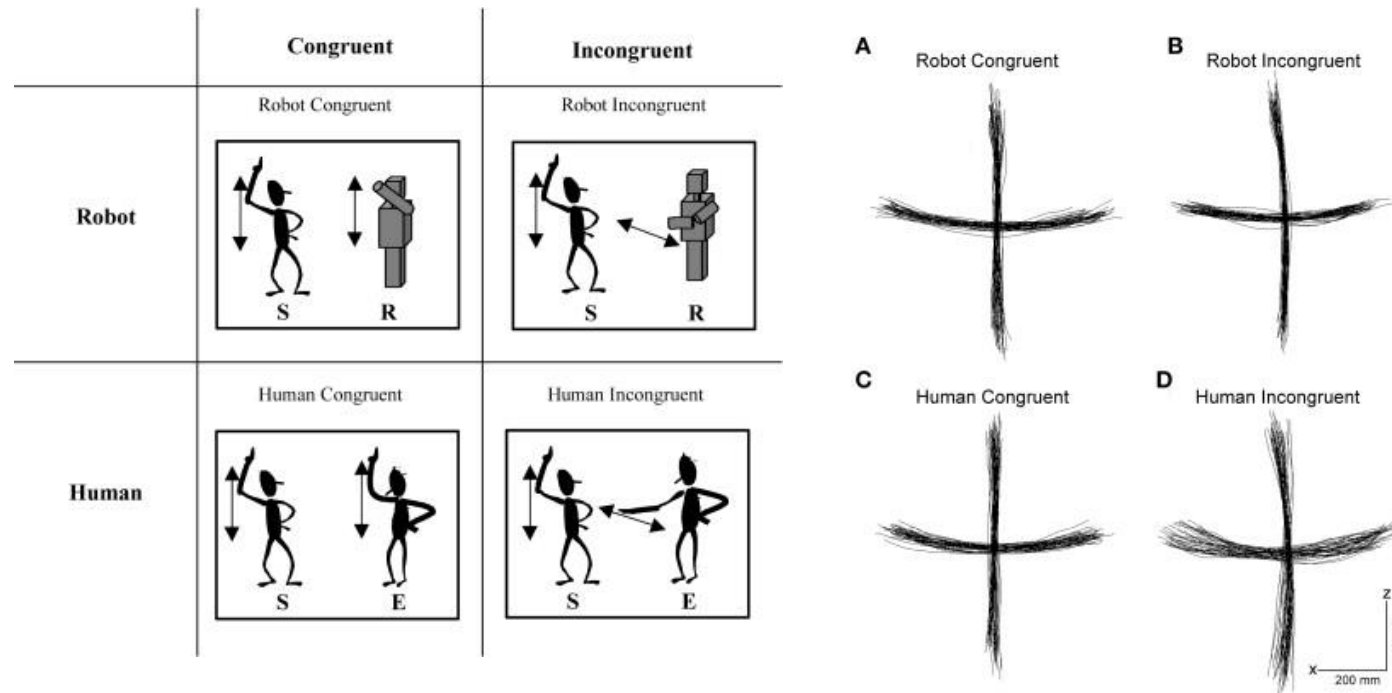 Congruent
Incongruent
Robot
Robot Congruent
S
R
Robot Incongruent
S
R
Human
Human Congruent
S
E
Human Incongruent
S
E
A
Robot Congruent
B
Robot Incongruent
C
Human Congruent
D
Human Incongruent
Z
X
200 mm